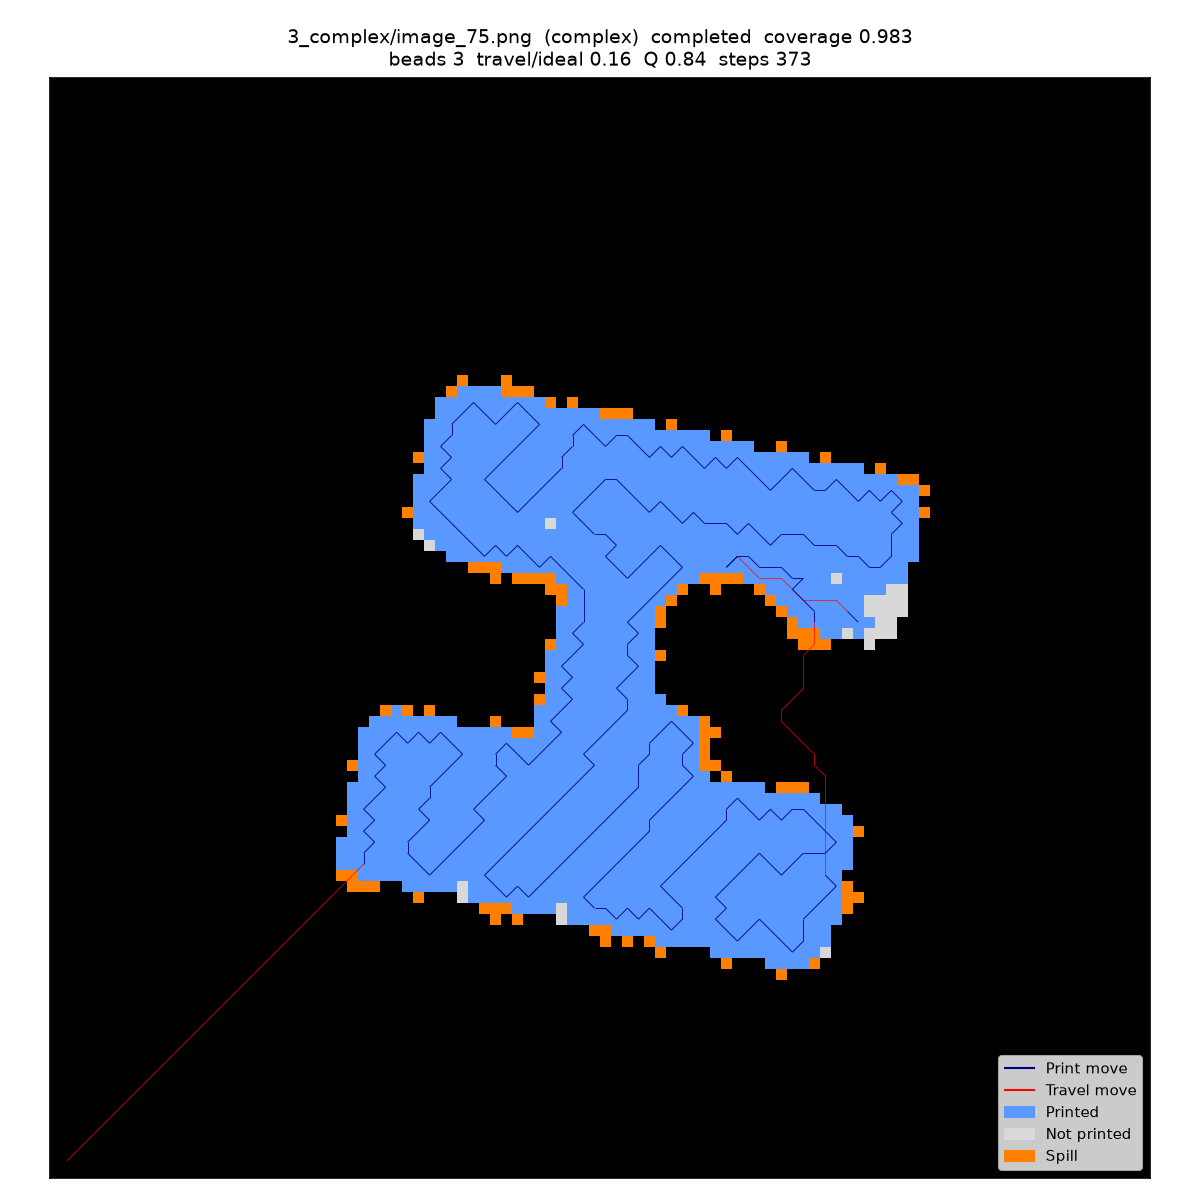 3_complex/image_75.png  (complex)  completed  coverage 0.983
beads 3  travel/ideal 0.16  Q 0.84  steps 373
Print move
Travel move
Printed
Not printed
Spill